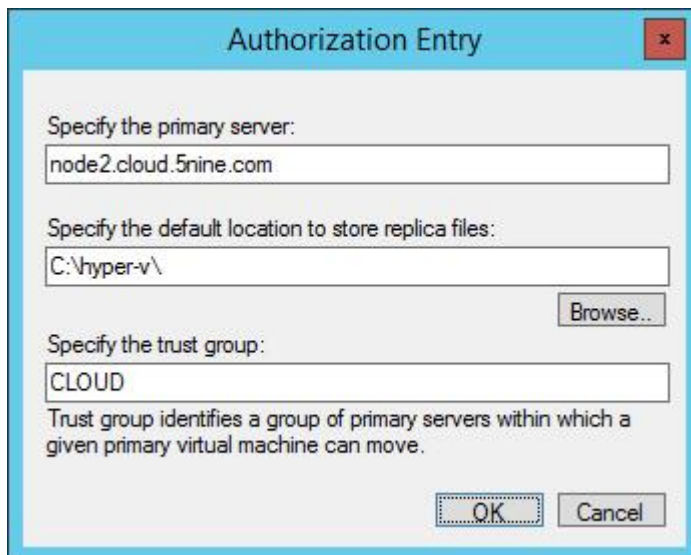 Authorization Entry
x
Specify the primary server:
node2.cloud.5nine.com
Specify the default location to store replica files:
C:\hyper-v\
Browse..
Specify the trust group:
CLOUD
Trust group identifies a group of primary servers within which a
given primary virtual machine can move.
OK Cancel